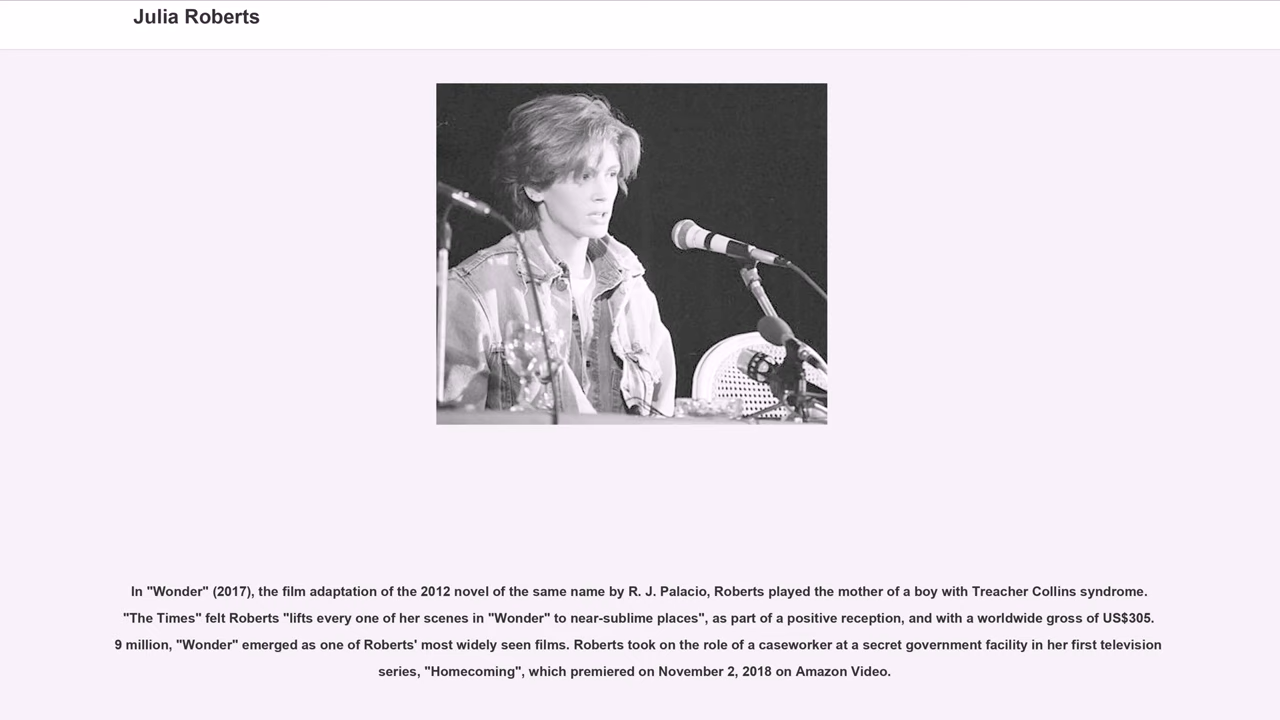 Julia Roberts
In "Wonder" (2017), the film adaptation of the 2012 novel of the same name by R. J. Palacio, Roberts played the mother of a boy with Treacher Collins syndrome.
"The Times" felt Roberts "lifts every one of her scenes in "Wonder" to near-sublime places", as part of a positive reception, and with a worldwide gross of US$305.
9 million, "Wonder" emerged as one of Roberts' most widely seen films. Roberts took on the role of a caseworker at a secret government facility in her first television
series, "Homecoming", which premiered on November 2, 2018 on Amazon Video.